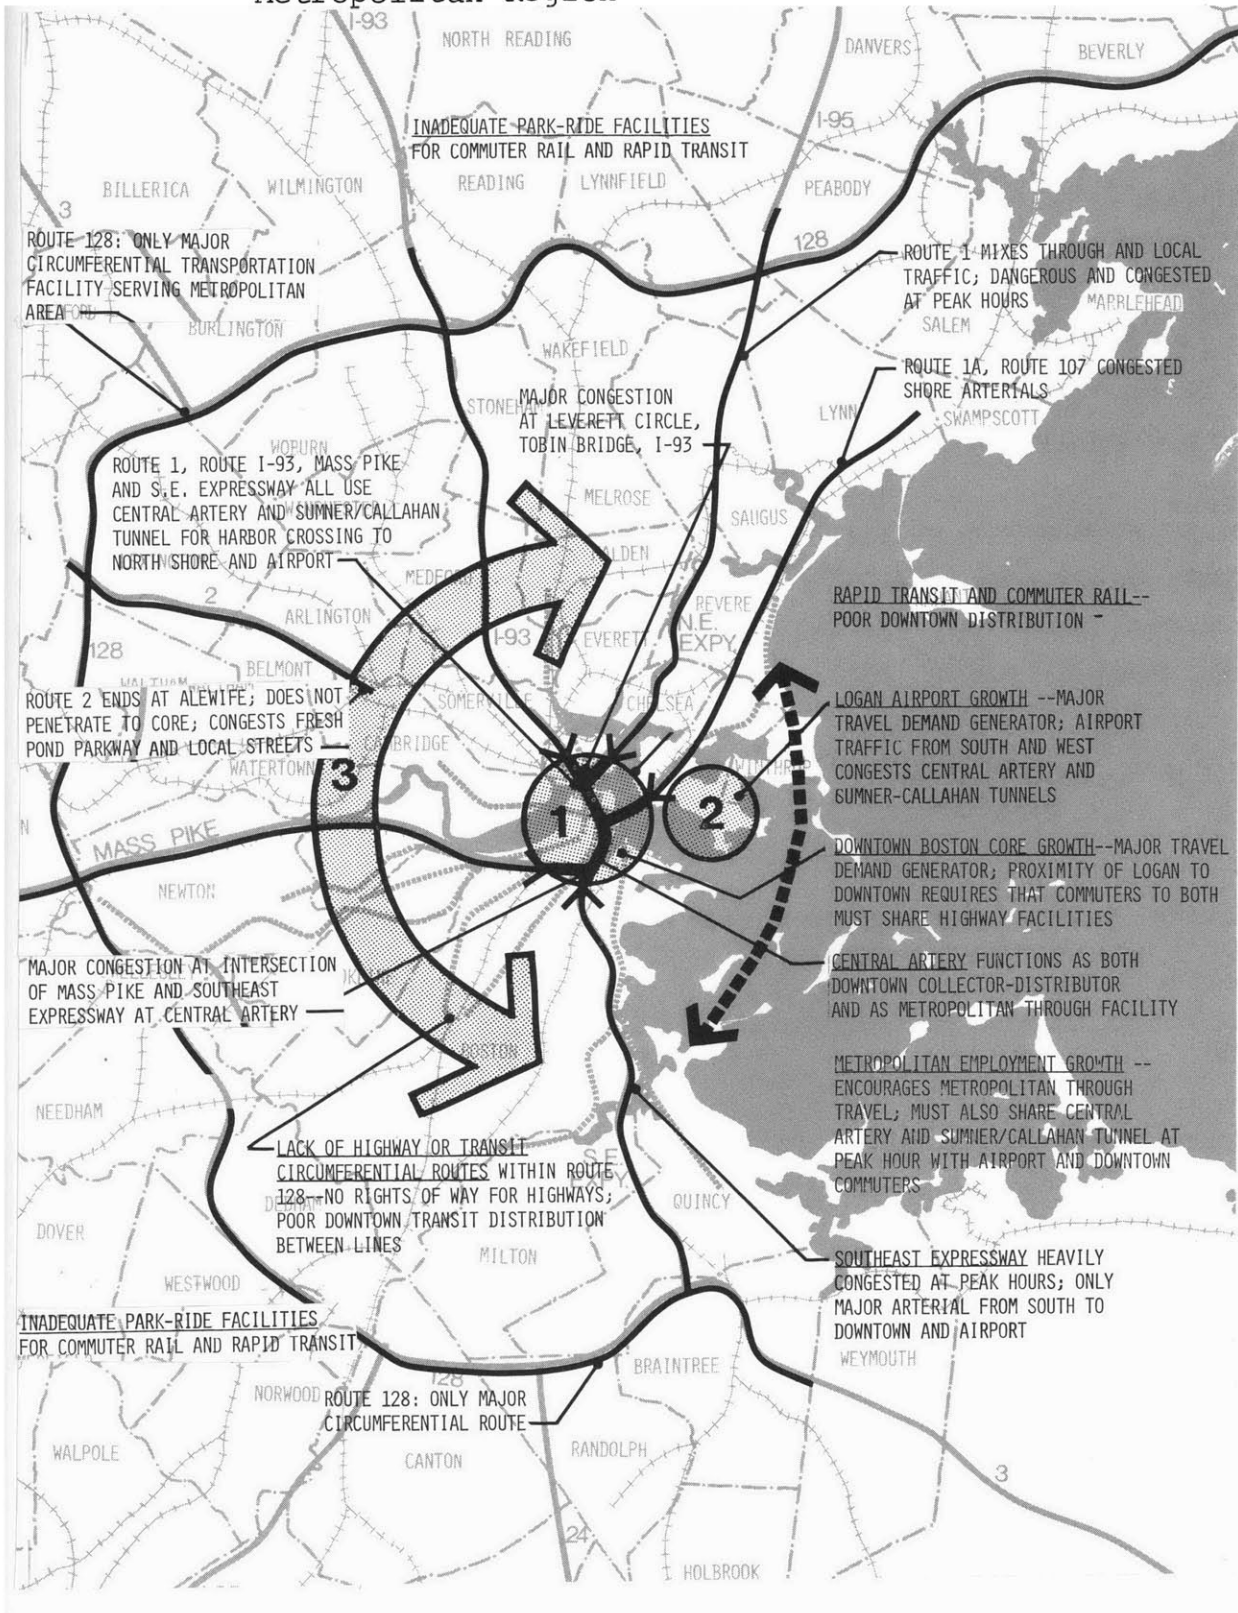 Metropolitan Region
I-93
NORTH READING
DANVERS
BEVERLY
INADEQUATE PARK-RIDE FACILITIES
FOR COMMUTER RAIL AND RAPID TRANSIT
I-95
BILLERICA
WILMINGTON
READING
LYNNFIELD
PEABODY
3
ROUTE 128: ONLY MAJOR
CIRCUMFERENTIAL TRANSPORTATION
FACILITY SERVING METROPOLITAN
AREA
BURLINGTON
128
ROUTE 1 MIXES THROUGH AND LOCAL
TRAFFIC; DANGEROUS AND CONGESTED
AT PEAK HOURS
MARBLEHEAD
SALEM
WAKEFIELD
ROUTE 1A, ROUTE 107 CONGESTED
SHORE ARTERIALS
STONEHAM
MAJOR CONGESTION
AT LEVERETT CIRCLE,
TOBIN BRIDGE, I-93
LYNN
SWAMPSCOTT
WOBURN
ROUTE 1, ROUTE I-93, MASS PIKE
AND S.E. EXPRESSWAY ALL USE
CENTRAL ARTERY AND SUMNER/CALLAHAN
TUNNEL FOR HARBOR CROSSING TO
NORTH SHORE AND AIRPORT
MELROSE
SAUGUS
ALDEN
MEDFORD
2
ARLINGTON
REVERE
RAPID TRANSIT AND COMMUTER RAIL--
POOR DOWNTOWN DISTRIBUTION -
I-93
EVERETT
N.E.
EXPY.
128
BELMONT
WALTHAM
ROUTE 2 ENDS AT ALEWIFE; DOES NOT
PENETRATE TO CORE; CONGESTS FRESH
POND PARKWAY AND LOCAL STREETS
SOMERVILLE
CHELSEA
LOGAN AIRPORT GROWTH --MAJOR
TRAVEL DEMAND GENERATOR; AIRPORT
TRAFFIC FROM SOUTH AND WEST
CONGESTS CENTRAL ARTERY AND
SUMNER-CALLAHAN TUNNELS
CAMBRIDGE
WATERTOWN
WINTHROP
3
1
2
MASS PIKE
NEWTON
DOWNTOWN BOSTON CORE GROWTH--MAJOR TRAVEL
DEMAND GENERATOR; PROXIMITY OF LOGAN TO
DOWNTOWN REQUIRES THAT COMMUTERS TO BOTH
MUST SHARE HIGHWAY FACILITIES
MAJOR CONGESTION AT INTERSECTION
OF MASS PIKE AND SOUTHEAST
EXPRESSWAY AT CENTRAL ARTERY
CENTRAL ARTERY FUNCTIONS AS BOTH
DOWNTOWN COLLECTOR-DISTRIBUTOR
AND AS METROPOLITAN THROUGH FACILITY
BOSTON
METROPOLITAN EMPLOYMENT GROWTH --
ENCOURAGES METROPOLITAN THROUGH
TRAVEL; MUST ALSO SHARE CENTRAL
ARTERY AND SUMNER/CALLAHAN TUNNEL AT
PEAK HOUR WITH AIRPORT AND DOWNTOWN
COMMUTERS
NEEDHAM
LACK OF HIGHWAY OR TRANSIT
CIRCUMFERENTIAL ROUTES WITHIN ROUTE
128--NO RIGHTS OF WAY FOR HIGHWAYS;
POOR DOWNTOWN TRANSIT DISTRIBUTION
BETWEEN LINES
S.E.
EXPY.
DEDHAM
QUINCY
DOVER
MILTON
WESTWOOD
SOUTHEAST EXPRESSWAY HEAVILY
CONGESTED AT PEAK HOURS; ONLY
MAJOR ARTERIAL FROM SOUTH TO
DOWNTOWN AND AIRPORT
INADEQUATE PARK-RIDE FACILITIES
FOR COMMUTER RAIL AND RAPID TRANSIT
WEYMOUTH
BRAINTREE
128
NORWOOD
ROUTE 128: ONLY MAJOR
CIRCUMFERENTIAL ROUTE
WALPOLE
CANTON
RANDOLPH
3
24
HOLBROOK